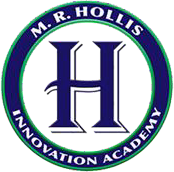 M. R. HOLLIS
H
INNOVATION ACADEMY